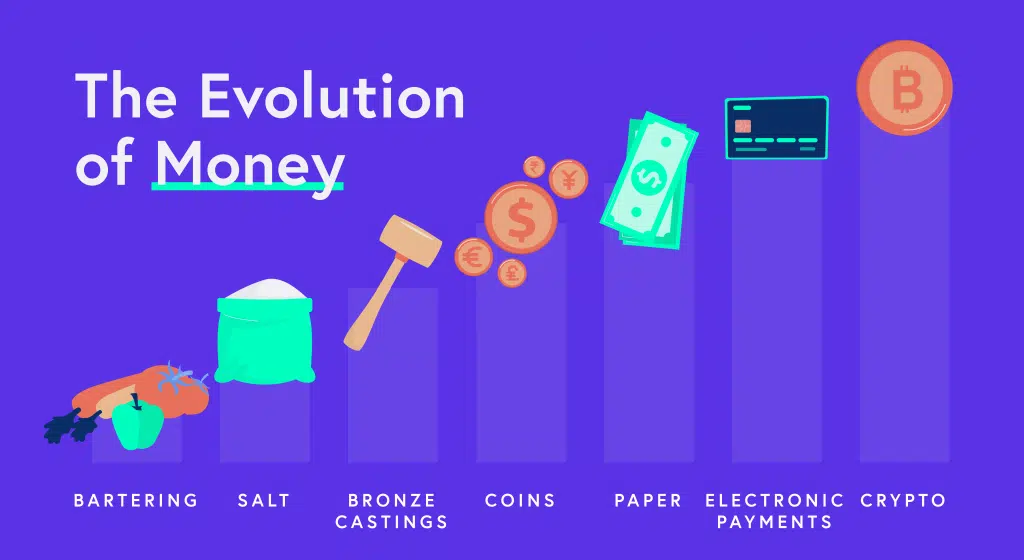 The Evolution
of Money
₹
¥
$
€
£
$
B
BARTERING
SALT
BRONZE
CASTINGS
COINS
PAPER
ELECTRONIC
PAYMENTS
CRYPTO